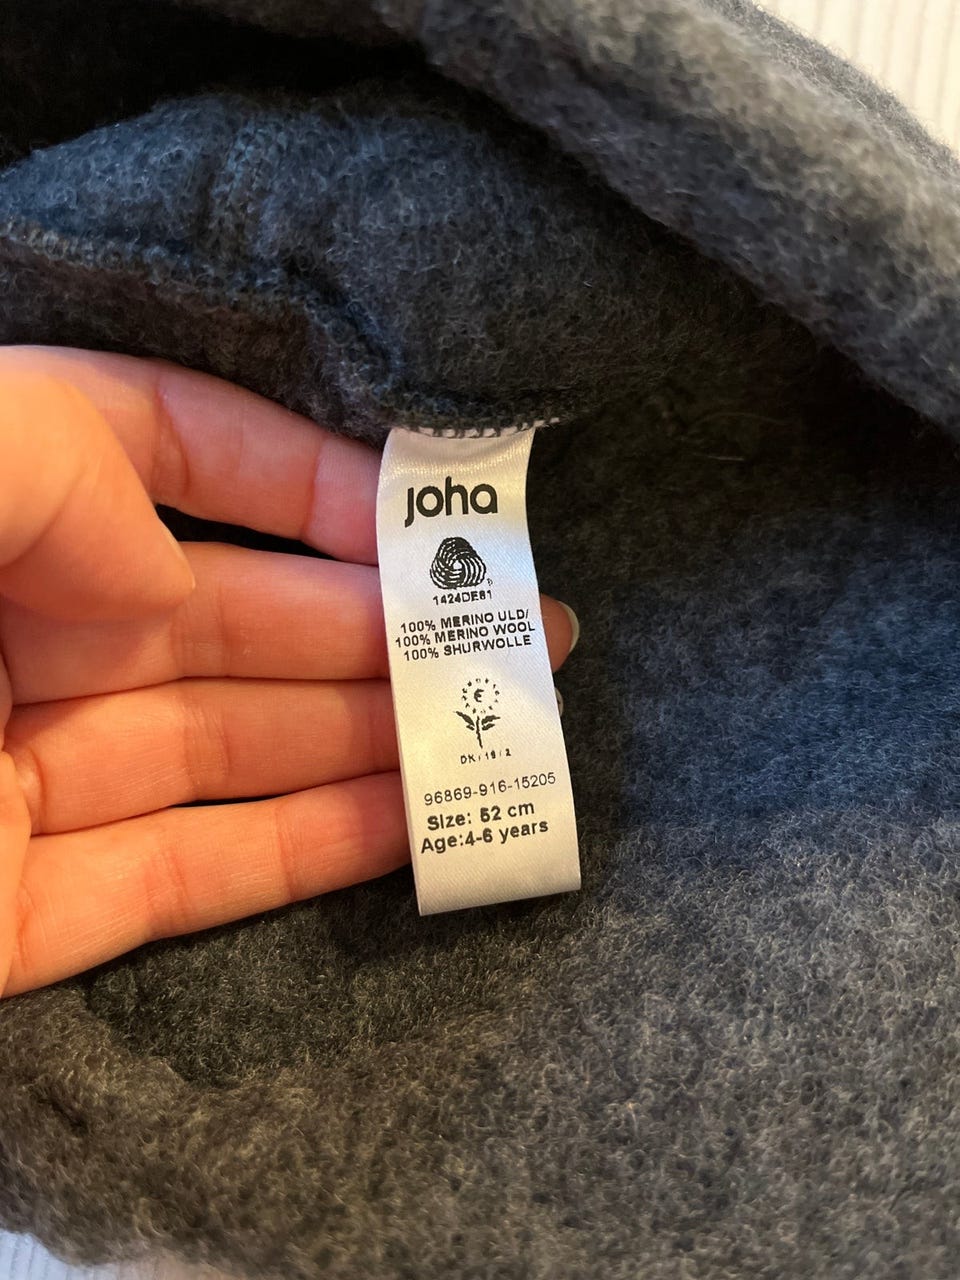 joha
1424DE81
100% MERINO ULD/
100% MERINO WOOL
100% SHURWOLLE
DK/19/2
96869-916-15205
Size: 52 cm
Age:4-6 years